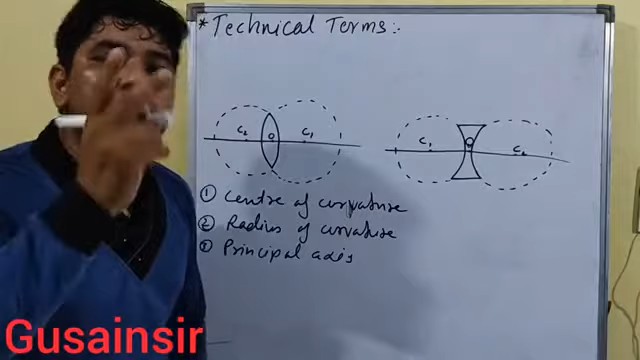 * Technical Terms:-
C₂ O C₁
C₁ O C₂
① Centre of curvature
② Radius of curvature
③ Principal axis
Gusainsir